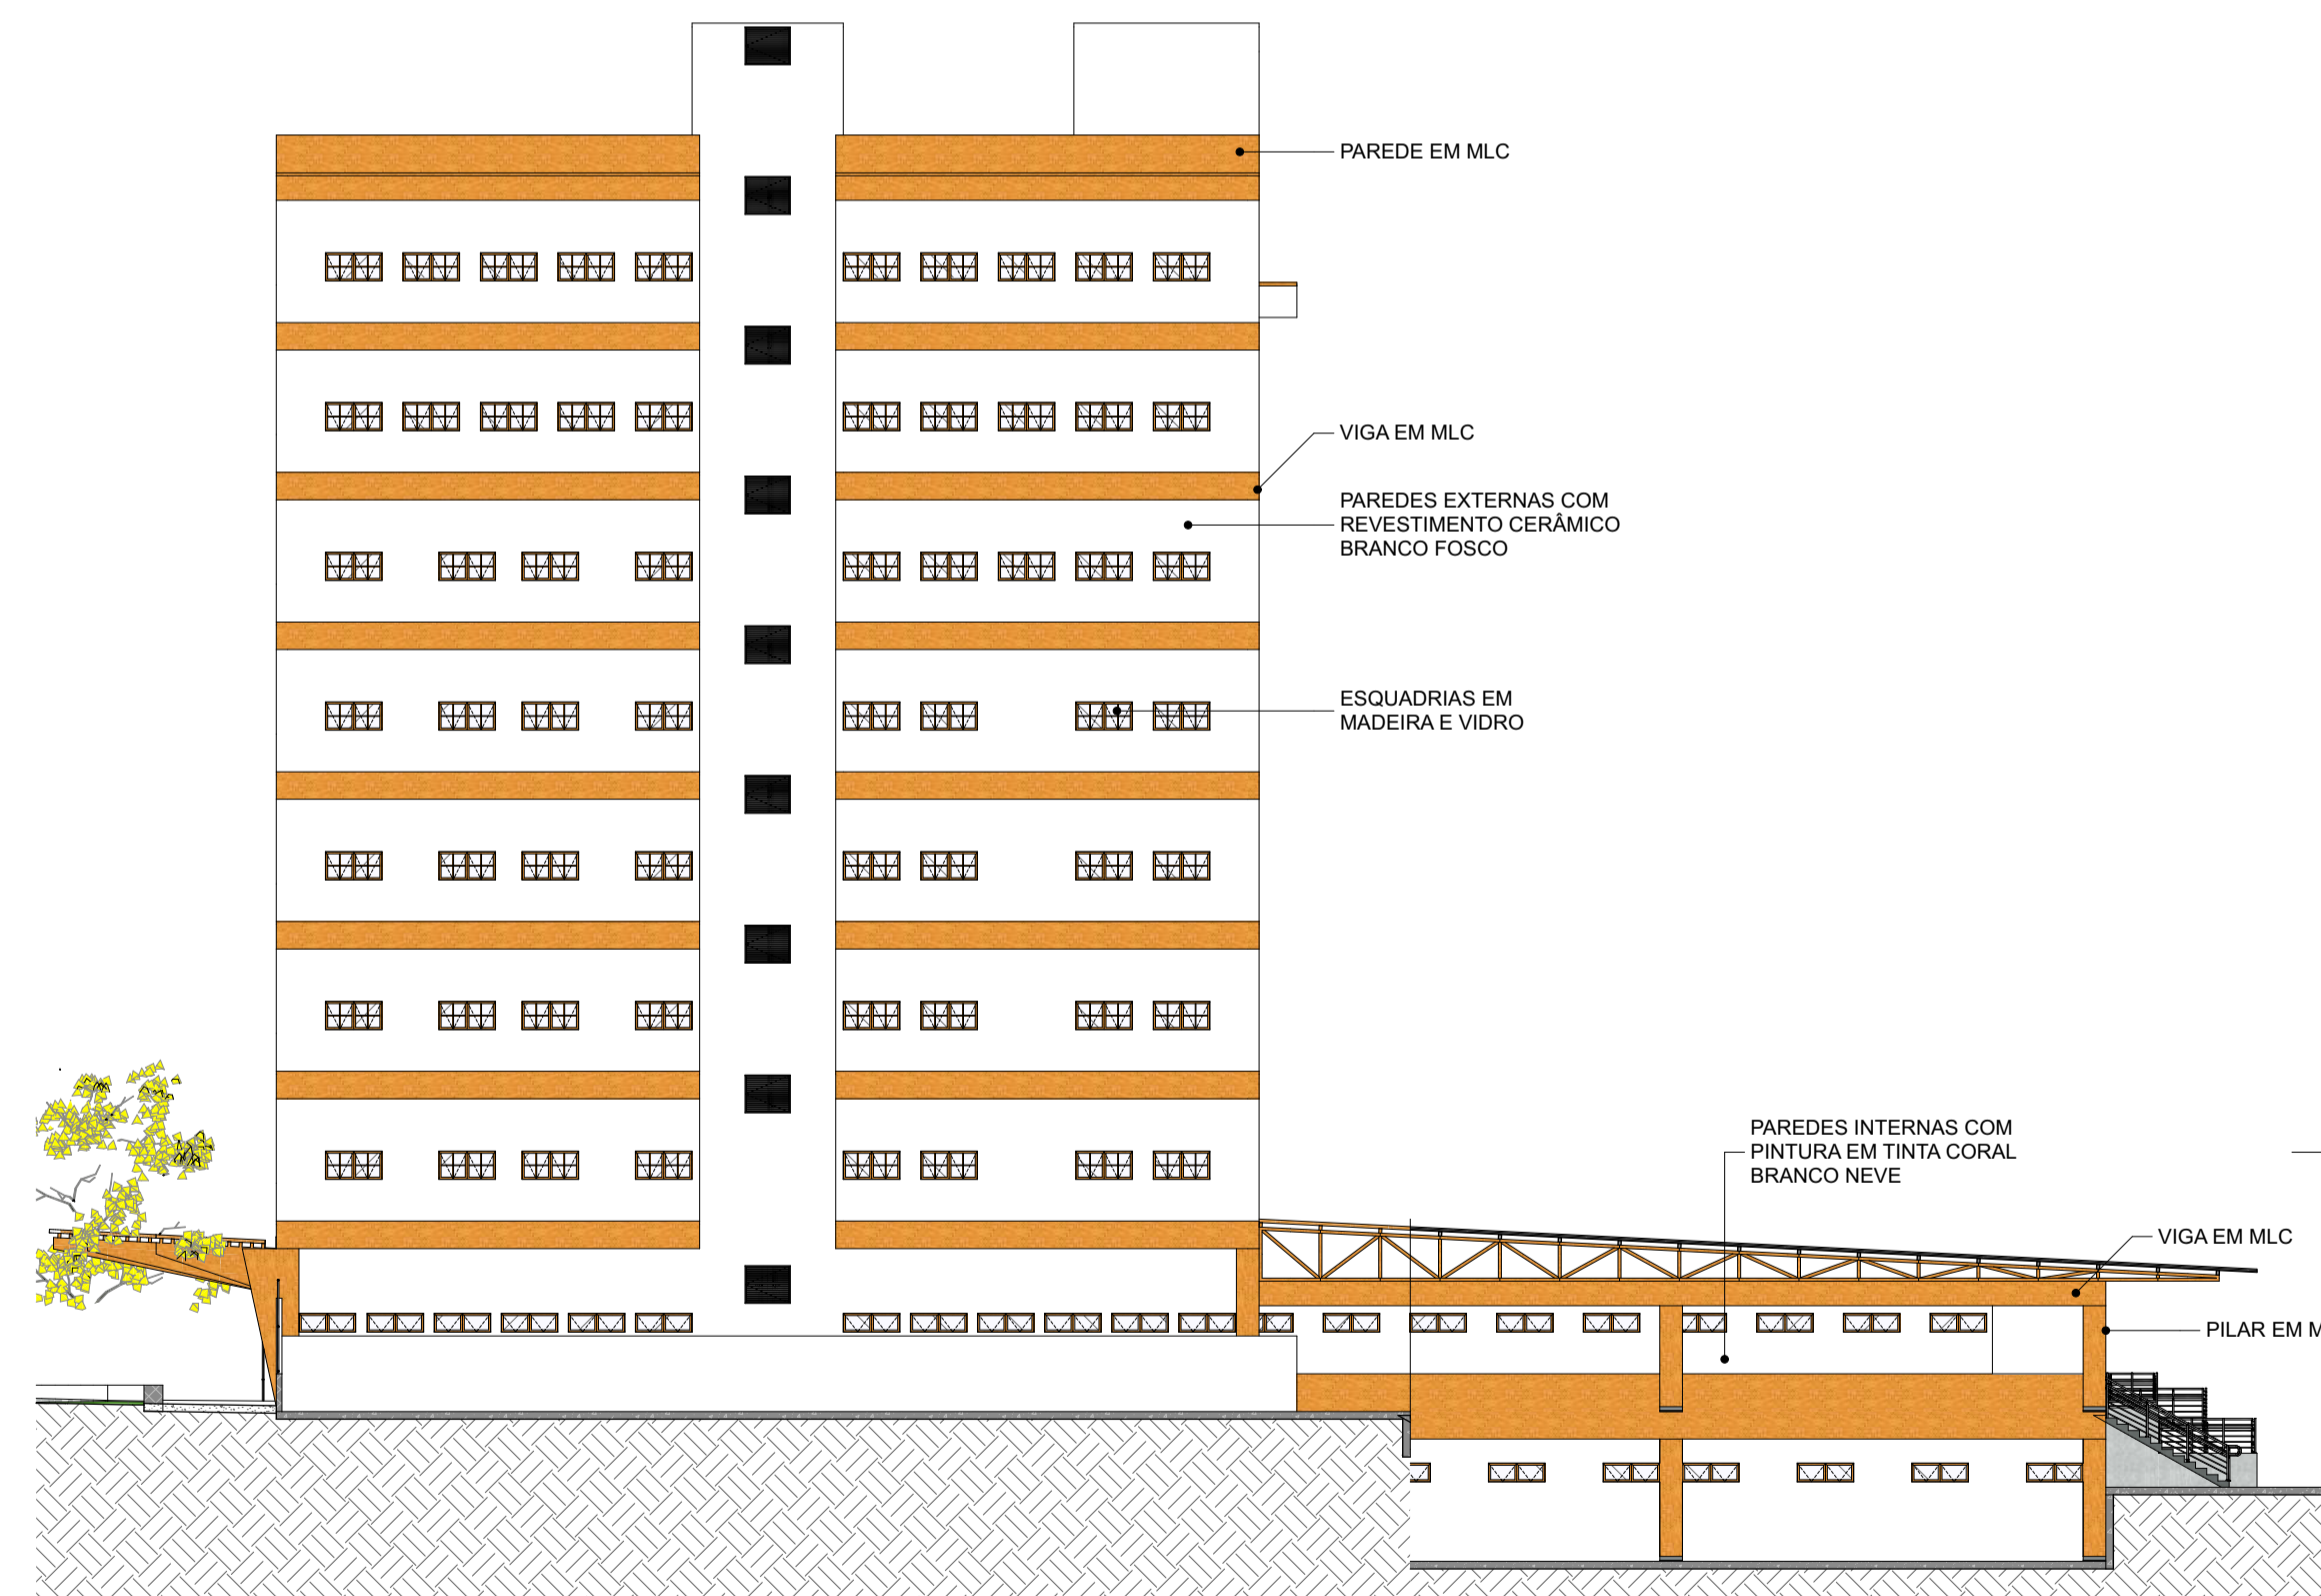 PAREDE EM MLC
VIGA EM MLC
PAREDES EXTERNAS COM
REVESTIMENTO CERÂMICO
BRANCO FOSCO
ESQUADRIAS EM
MADEIRA E VIDRO
PAREDES INTERNAS COM
PINTURA EM TINTA CORAL
BRANCO NEVE
VIGA EM MLC
PILAR EM